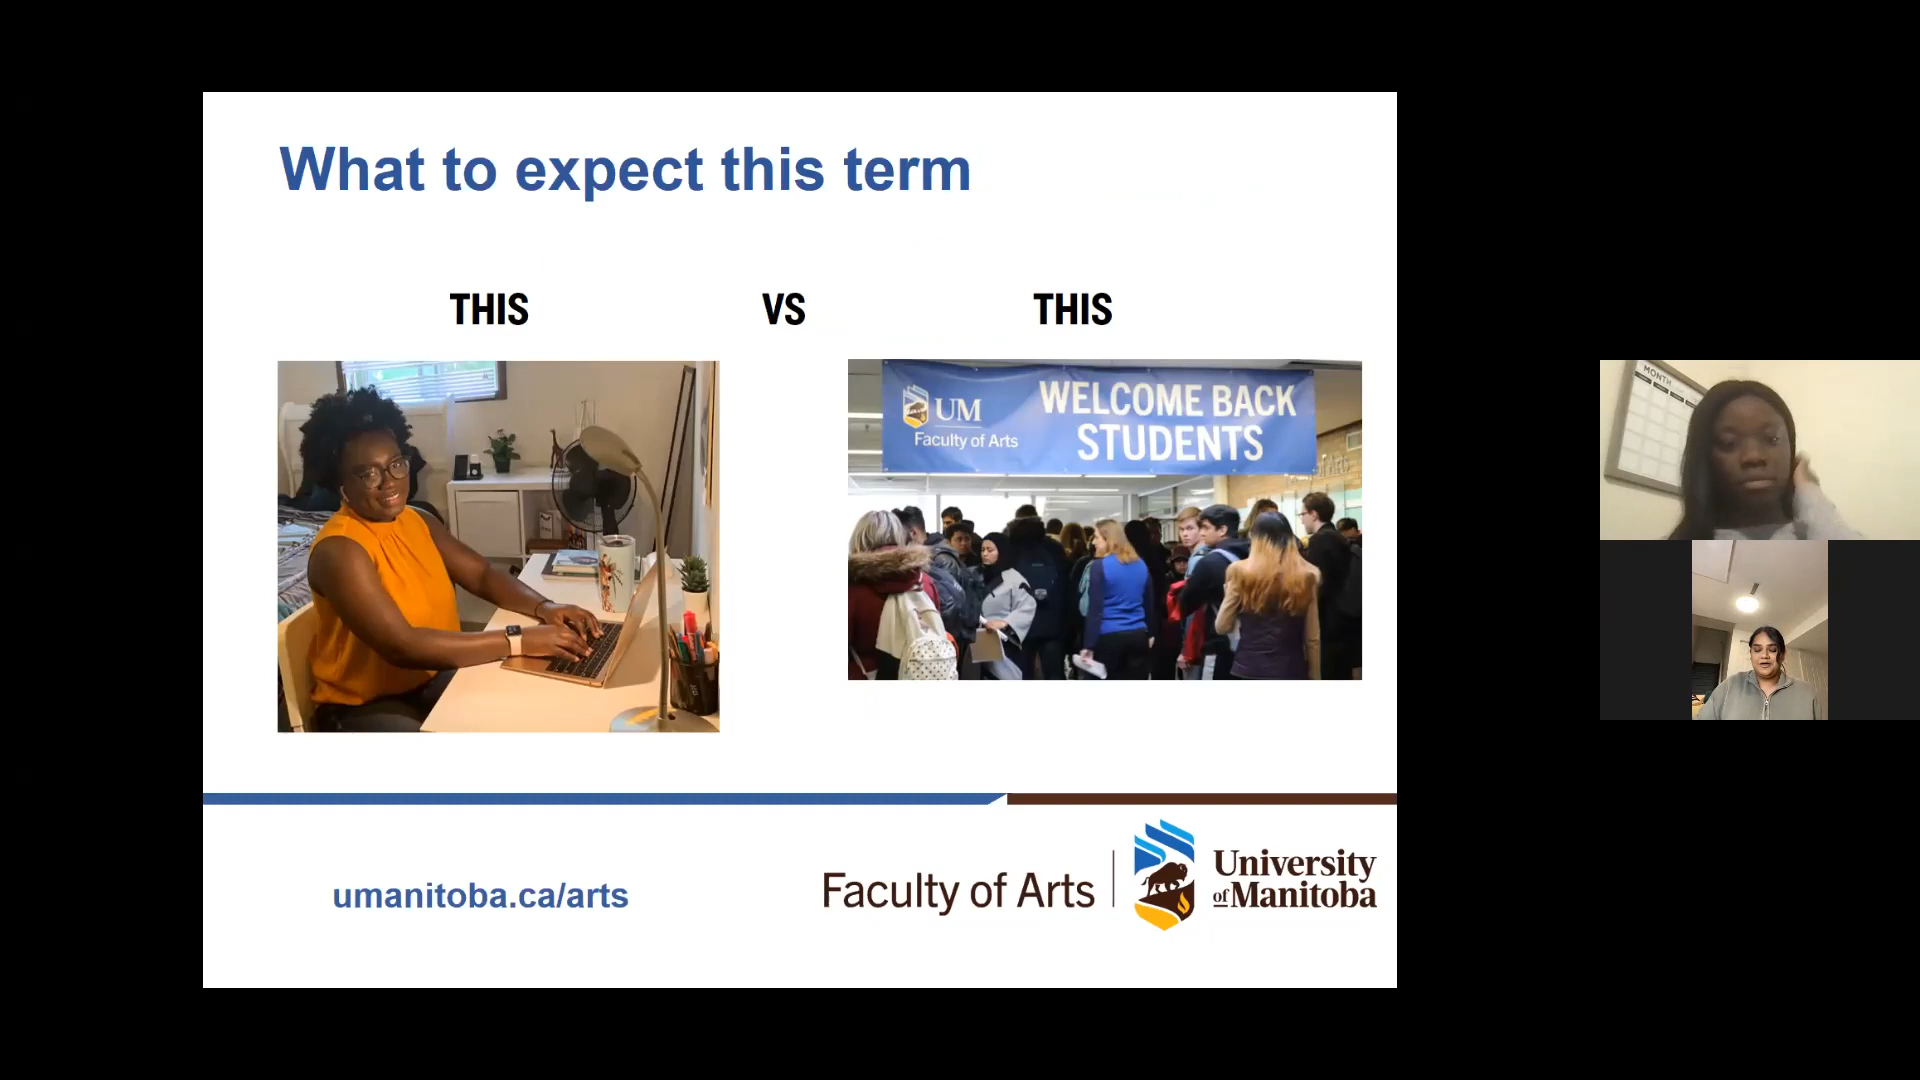 What to expect this term
THIS VS THIS
UM
Faculty of Arts
WELCOME BACK
STUDENTS
MONTH
umanitoba.ca/arts
Faculty of Arts
University
of Manitoba